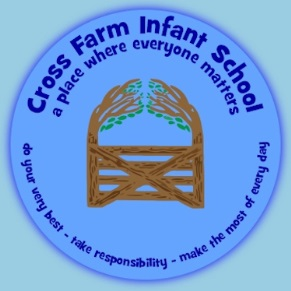 Cross Farm Infant School
a place where everyone matters
do your very best - take responsibility - make the most of every day